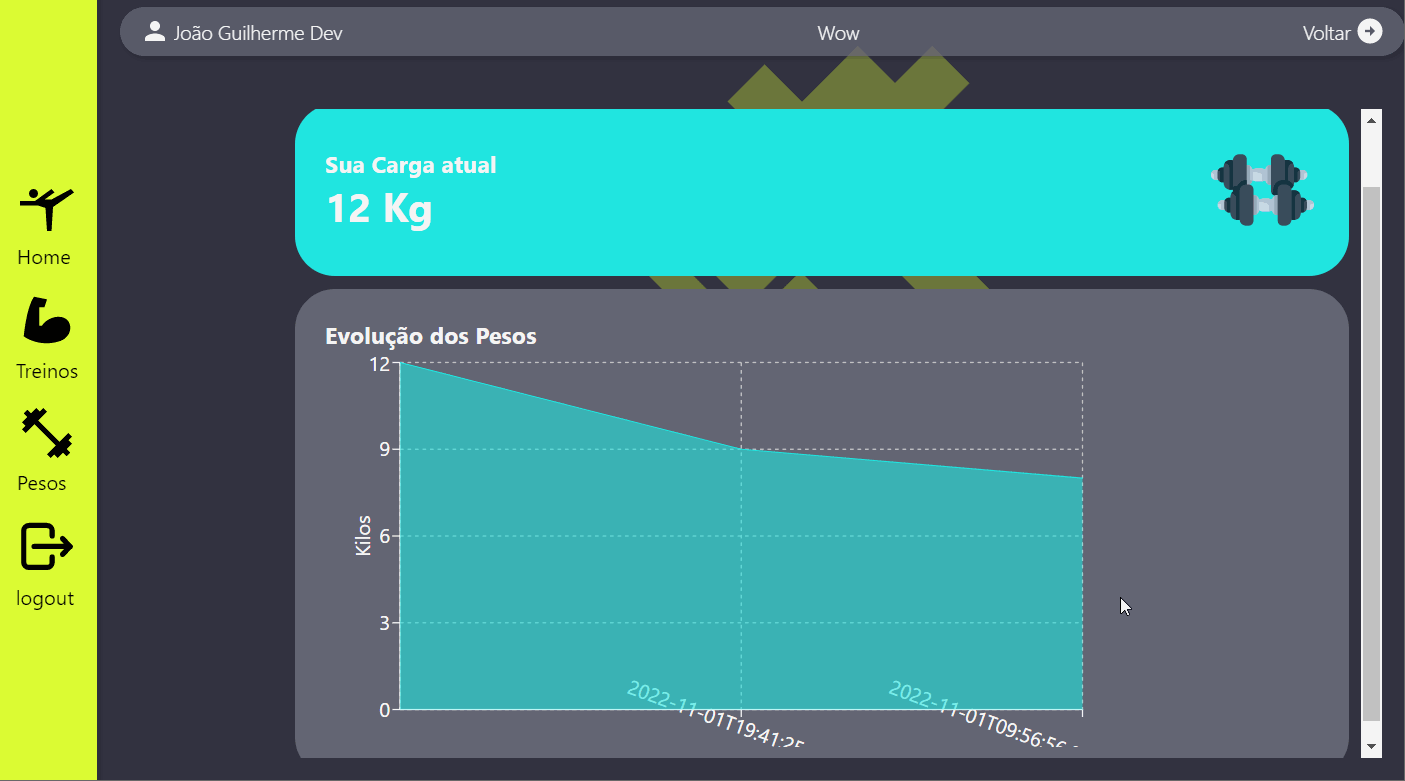 João Guilherme Dev
Wow
Voltar
Home
Treinos
Pesos
logout
Sua Carga atual
12 Kg
Evolução dos Pesos
12
9
6
3
0
Kilos
2022-11-01T19:41:25
2022-11-01T09:56:56